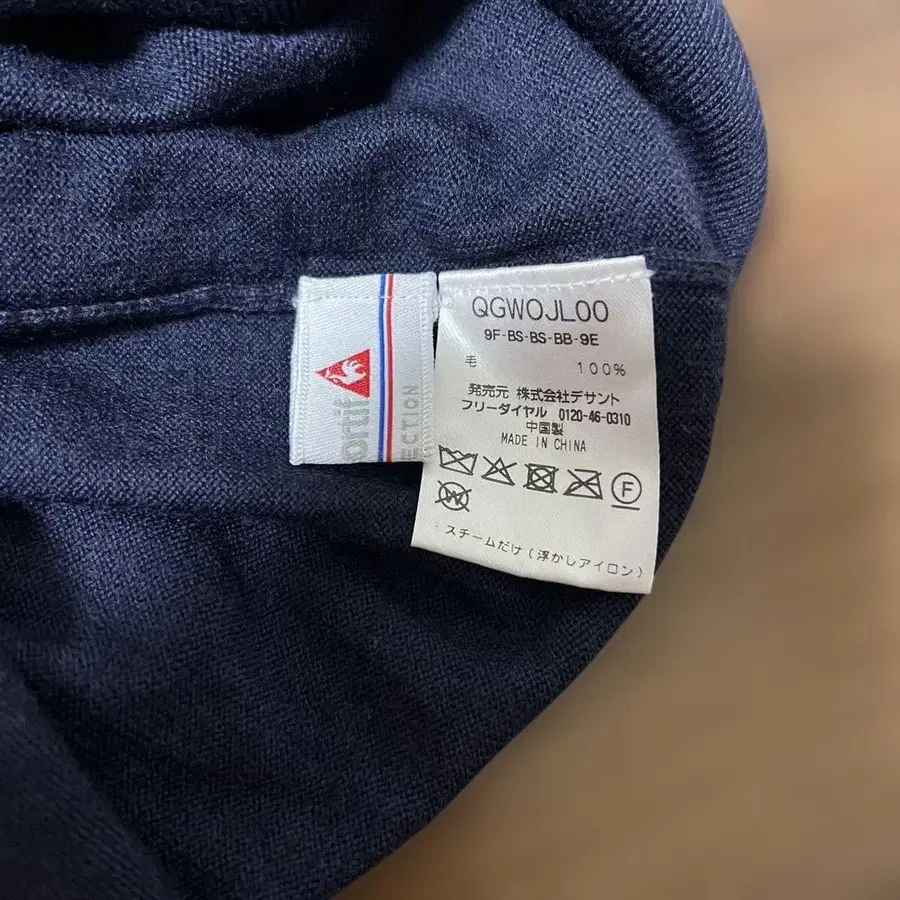 ortif
ECTION
QGWOJL00
9F-BS-BS-BB-9E
毛 100%
発売元 株式会社デサント
フリーダイヤル 0120-46-0310
中国製
MADE IN CHINA
F
W
・スチームだけ(浮かしアイロン)